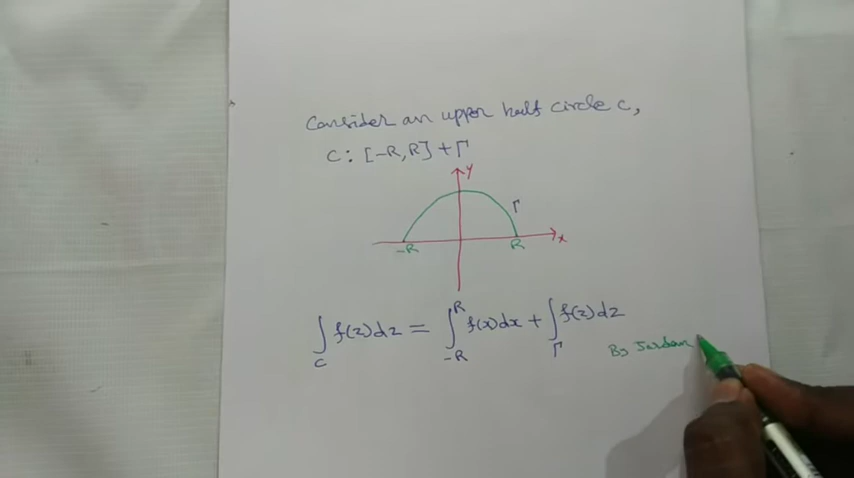 Consider an upper half circle C,
C: [-R, R] + Γ
y
Γ
-R R x
∫_C f(z)dz = ∫_{-R}^{R} f(x)dx + ∫_Γ f(z)dz
By Jordan